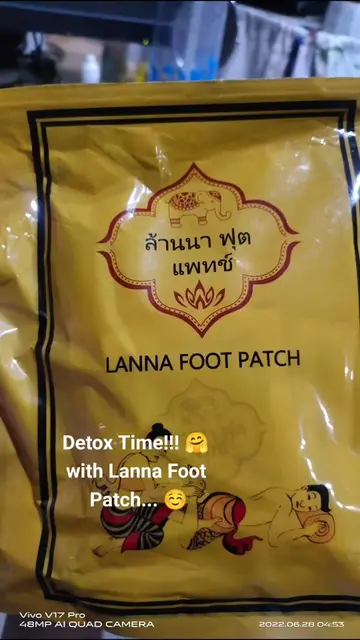 ล้านนา ฟุต
แพทช์
LANNA FOOT PATCH
Detox Time!!! 🤗
with Lanna Foot
Patch... ☺️
Vivo V17 Pro
48MP AI QUAD CAMERA
2022.06.28 04:53